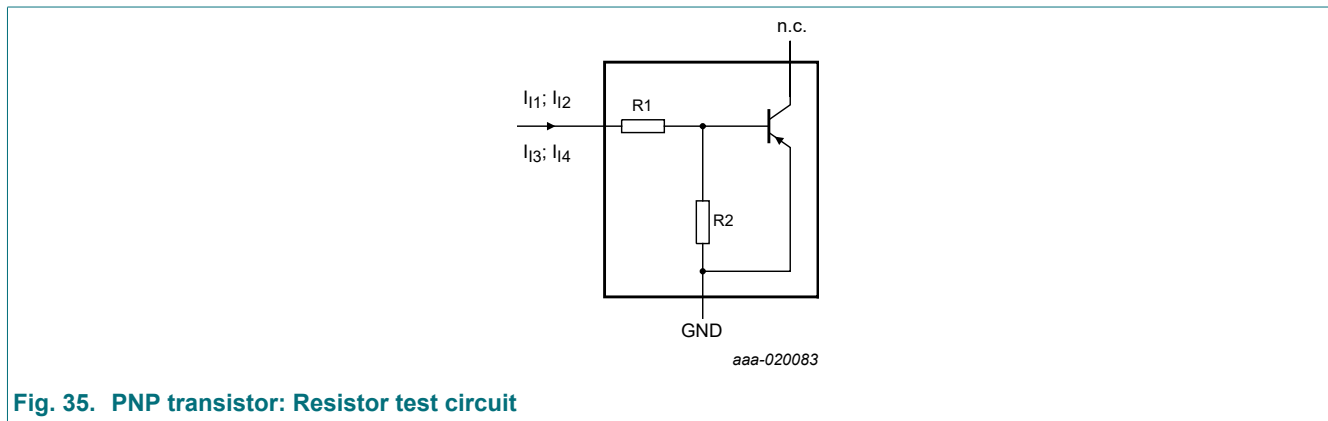 n.c.
I_I1; I_I2
R1
I_I3; I_I4
R2
GND
aaa-020083
Fig. 35. PNP transistor: Resistor test circuit